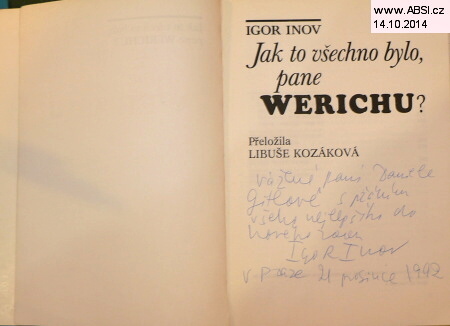 www.ABSI.cz
14.10.2014
IGOR INOV
Jak to všechno bylo,
pane
WERICHU?
Přeložila
LIBUŠE KOZÁKOVÁ
Vážené paní
Gitlové s přáním
všeho nejlepšího do
Nového roku
Igor Inov
V Praze 21 prosince 1992